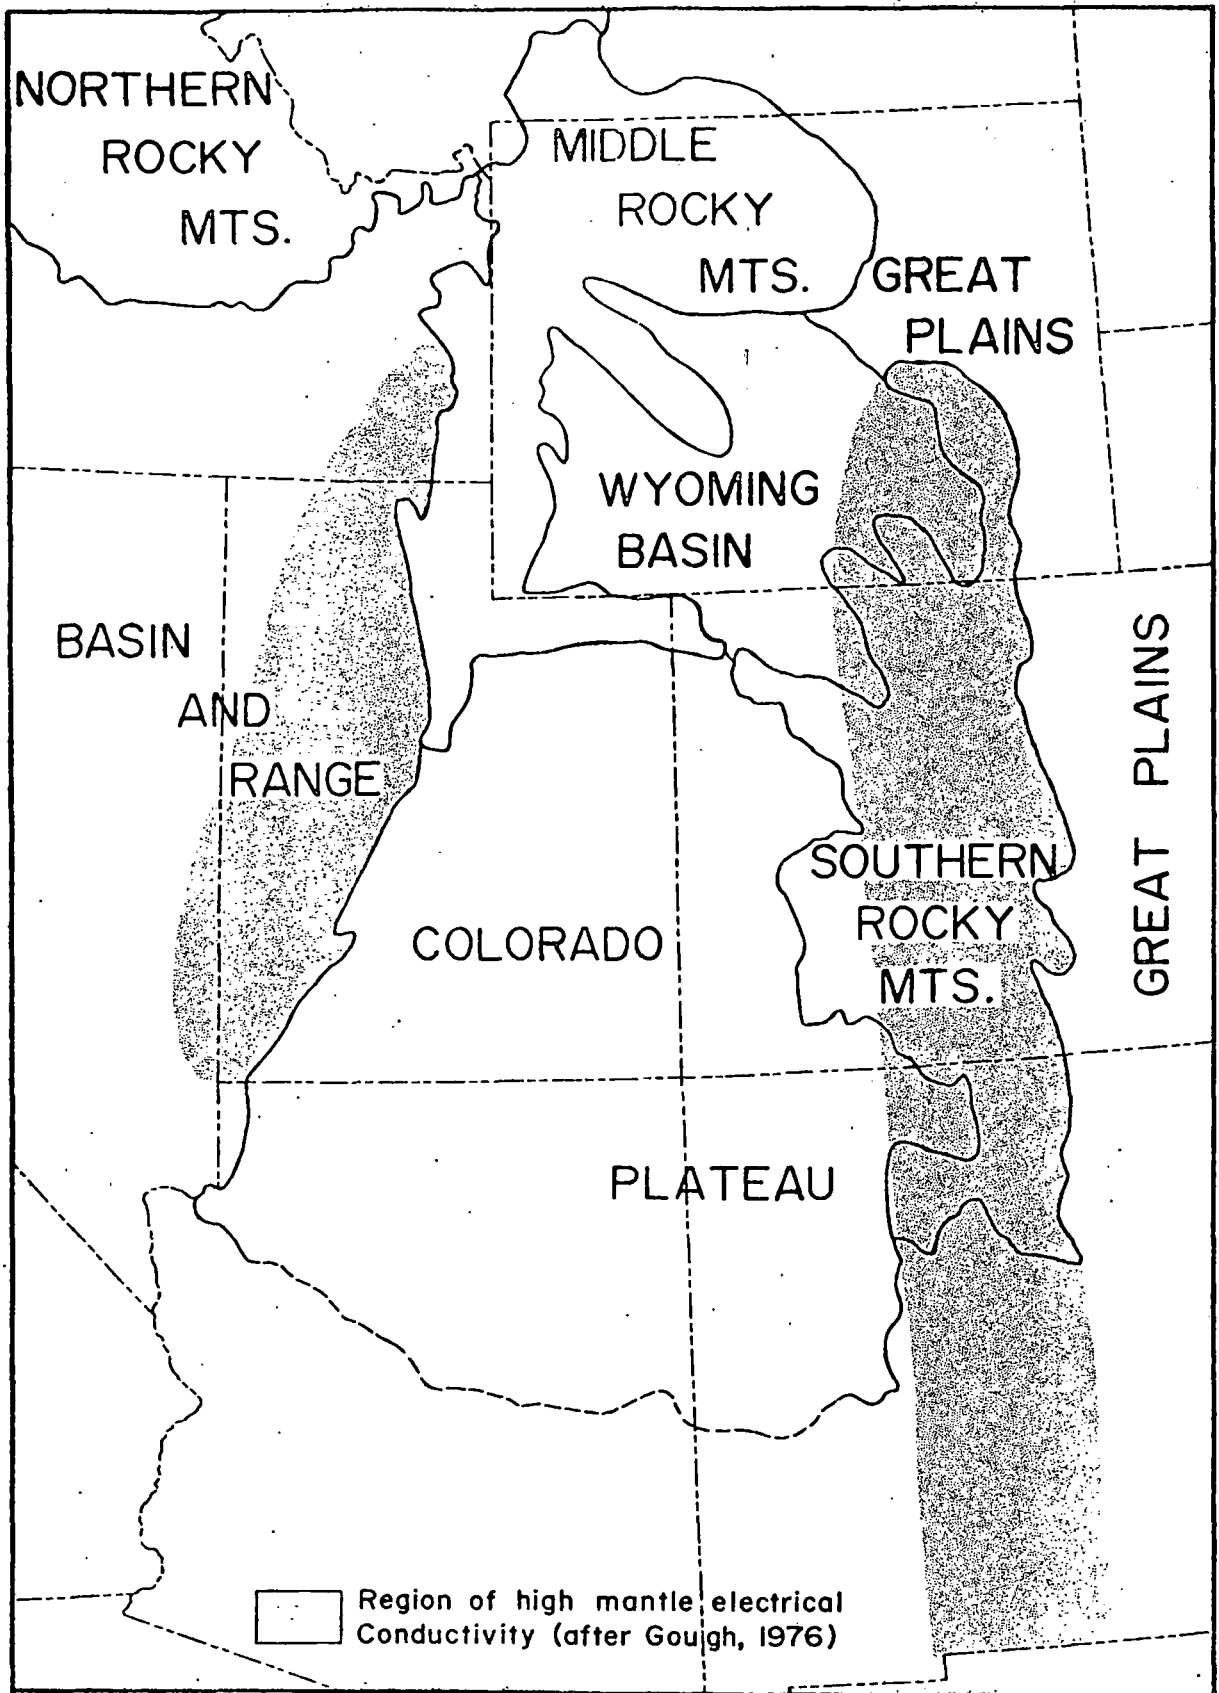 NORTHERN
ROCKY
MTS.
MIDDLE
ROCKY
MTS.
GREAT
PLAINS
WYOMING
BASIN
BASIN
AND
RANGE
GREAT PLAINS
SOUTHERN
ROCKY
MTS.
COLORADO
PLATEAU
Region of high mantle electrical
Conductivity (after Gough, 1976)